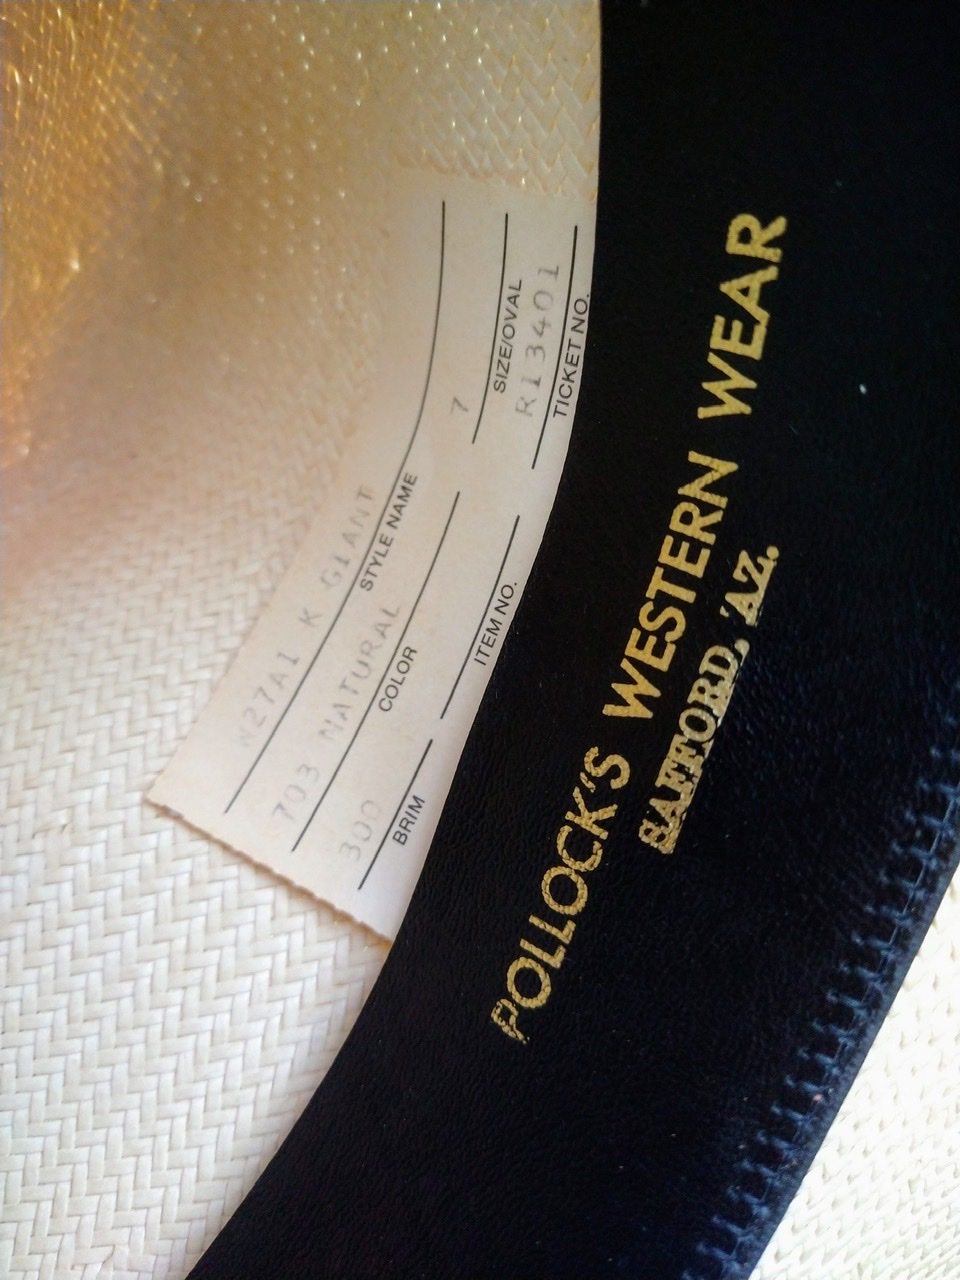 N27A1 K GIANT
STYLE NAME
703 NATURAL 7
COLOR SIZE/OVAL
300 R13401
BRIM ITEM NO. TICKET NO.
POLLOCK'S WESTERN WEAR
SAFFORD, AZ.